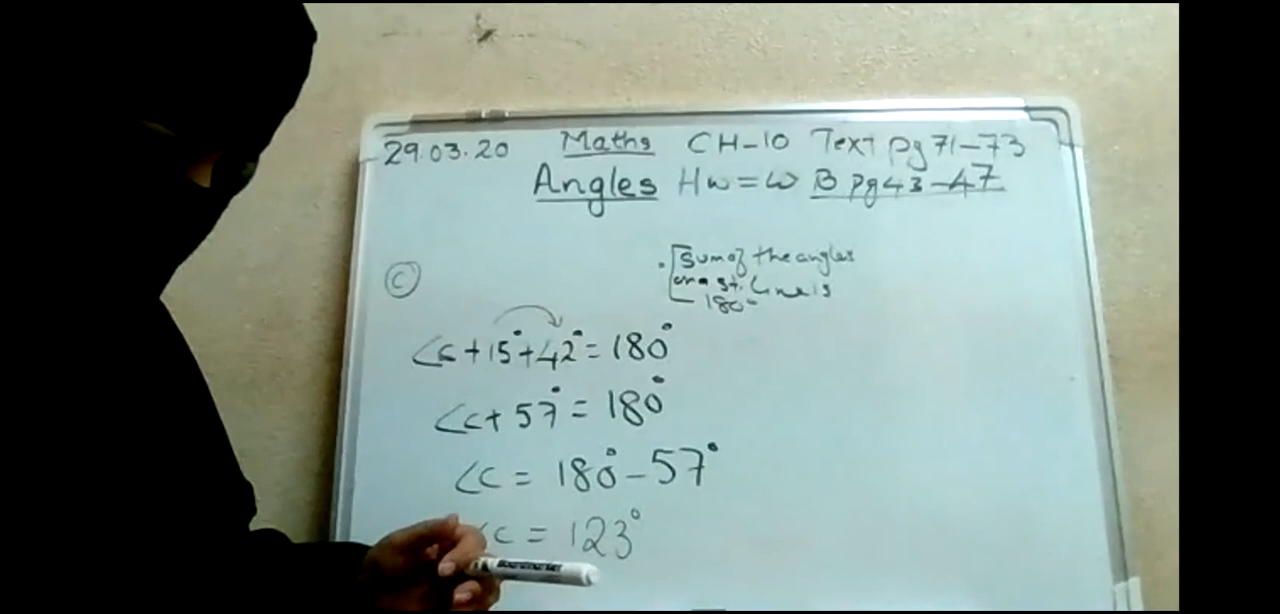 29.03.20 Maths CH-10 Text pg 71-73
Angles Hw = W B pg 43-47
C
Sum of the angles
on a st. line is
180°
∠c + 15° + 42° = 180°
∠c + 57° = 180°
∠c = 180° - 57°
∠c = 123°